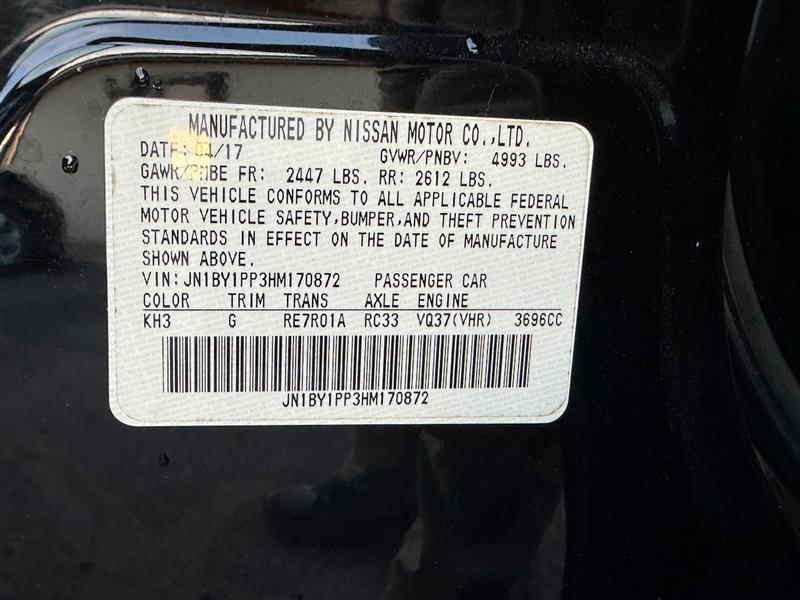 MANUFACTURED BY NISSAN MOTOR CO.,LTD.
DATE: 04/17 GVWR/PNBV: 4993 LBS.
GAWR/PNBE FR: 2447 LBS. RR: 2612 LBS.
THIS VEHICLE CONFORMS TO ALL APPLICABLE FEDERAL
MOTOR VEHICLE SAFETY,BUMPER,AND THEFT PREVENTION
STANDARDS IN EFFECT ON THE DATE OF MANUFACTURE
SHOWN ABOVE.
VIN:JN1BY1PP3HM170872 PASSENGER CAR
COLOR TRIM TRANS AXLE ENGINE
KH3 G RE7R01A RC33 VQ37(VHR) 3696CC
JN1BY1PP3HM170872